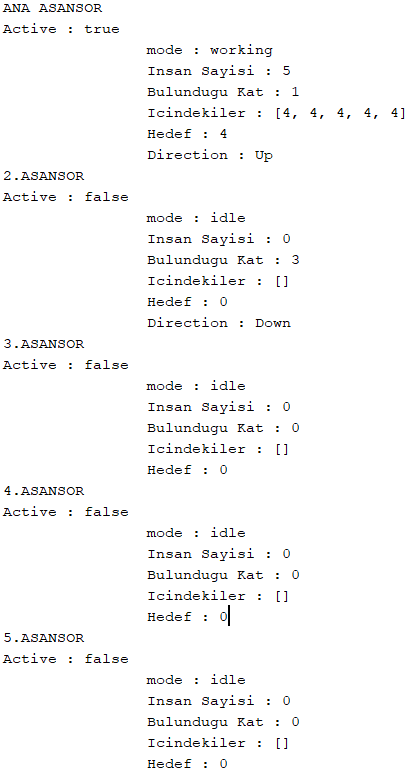 ANA ASANSOR
Active : true
mode : working
Insan Sayisi : 5
Bulundugu Kat : 1
Icindekiler : [4, 4, 4, 4, 4]
Hedef : 4
Direction : Up
2.ASANSOR
Active : false
mode : idle
Insan Sayisi : 0
Bulundugu Kat : 3
Icindekiler : []
Hedef : 0
Direction : Down
3.ASANSOR
Active : false
mode : idle
Insan Sayisi : 0
Bulundugu Kat : 0
Icindekiler : []
Hedef : 0
4.ASANSOR
Active : false
mode : idle
Insan Sayisi : 0
Bulundugu Kat : 0
Icindekiler : []
Hedef : 0
5.ASANSOR
Active : false
mode : idle
Insan Sayisi : 0
Bulundugu Kat : 0
Icindekiler : []
Hedef : 0